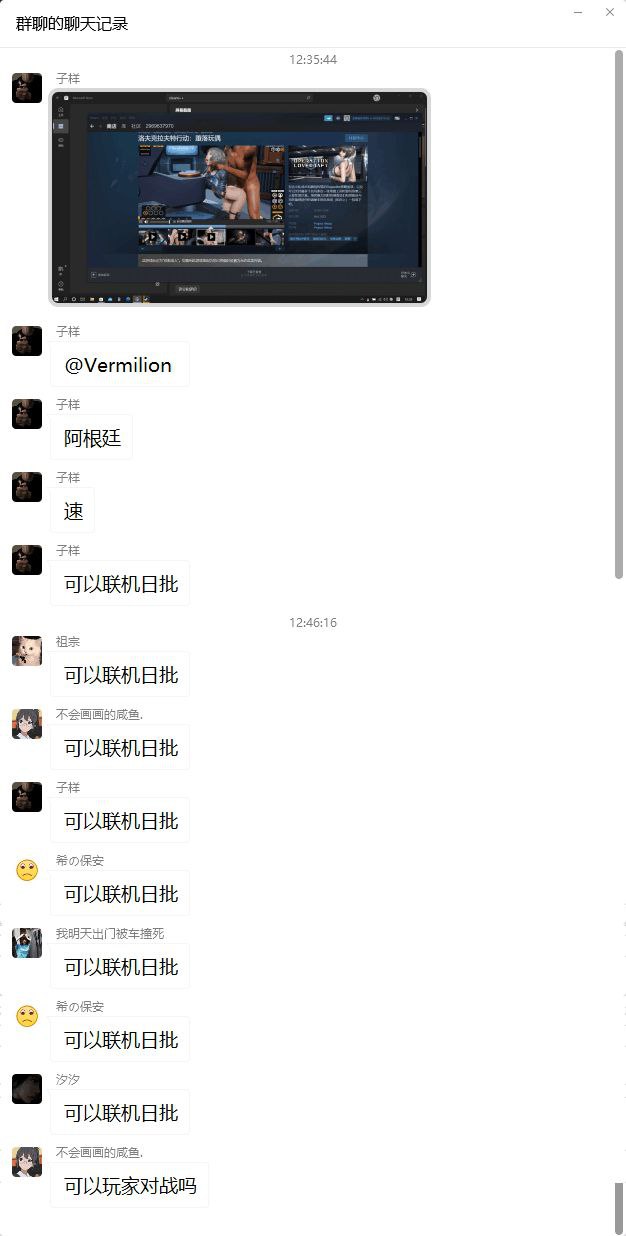 群聊的聊天记录
12:35:44
子样
商店 库 社区 2969637970
洛夫克拉夫特行动：堕落玩偶
子样
@Vermilion
子样
阿根廷
子样
速
子样
可以联机日批
12:46:16
祖宗
可以联机日批
不会画画的咸鱼.
可以联机日批
子样
可以联机日批
希の保安
可以联机日批
我明天出门被车撞死
可以联机日批
希の保安
可以联机日批
汐汐
可以联机日批
不会画画的咸鱼.
可以玩家对战吗